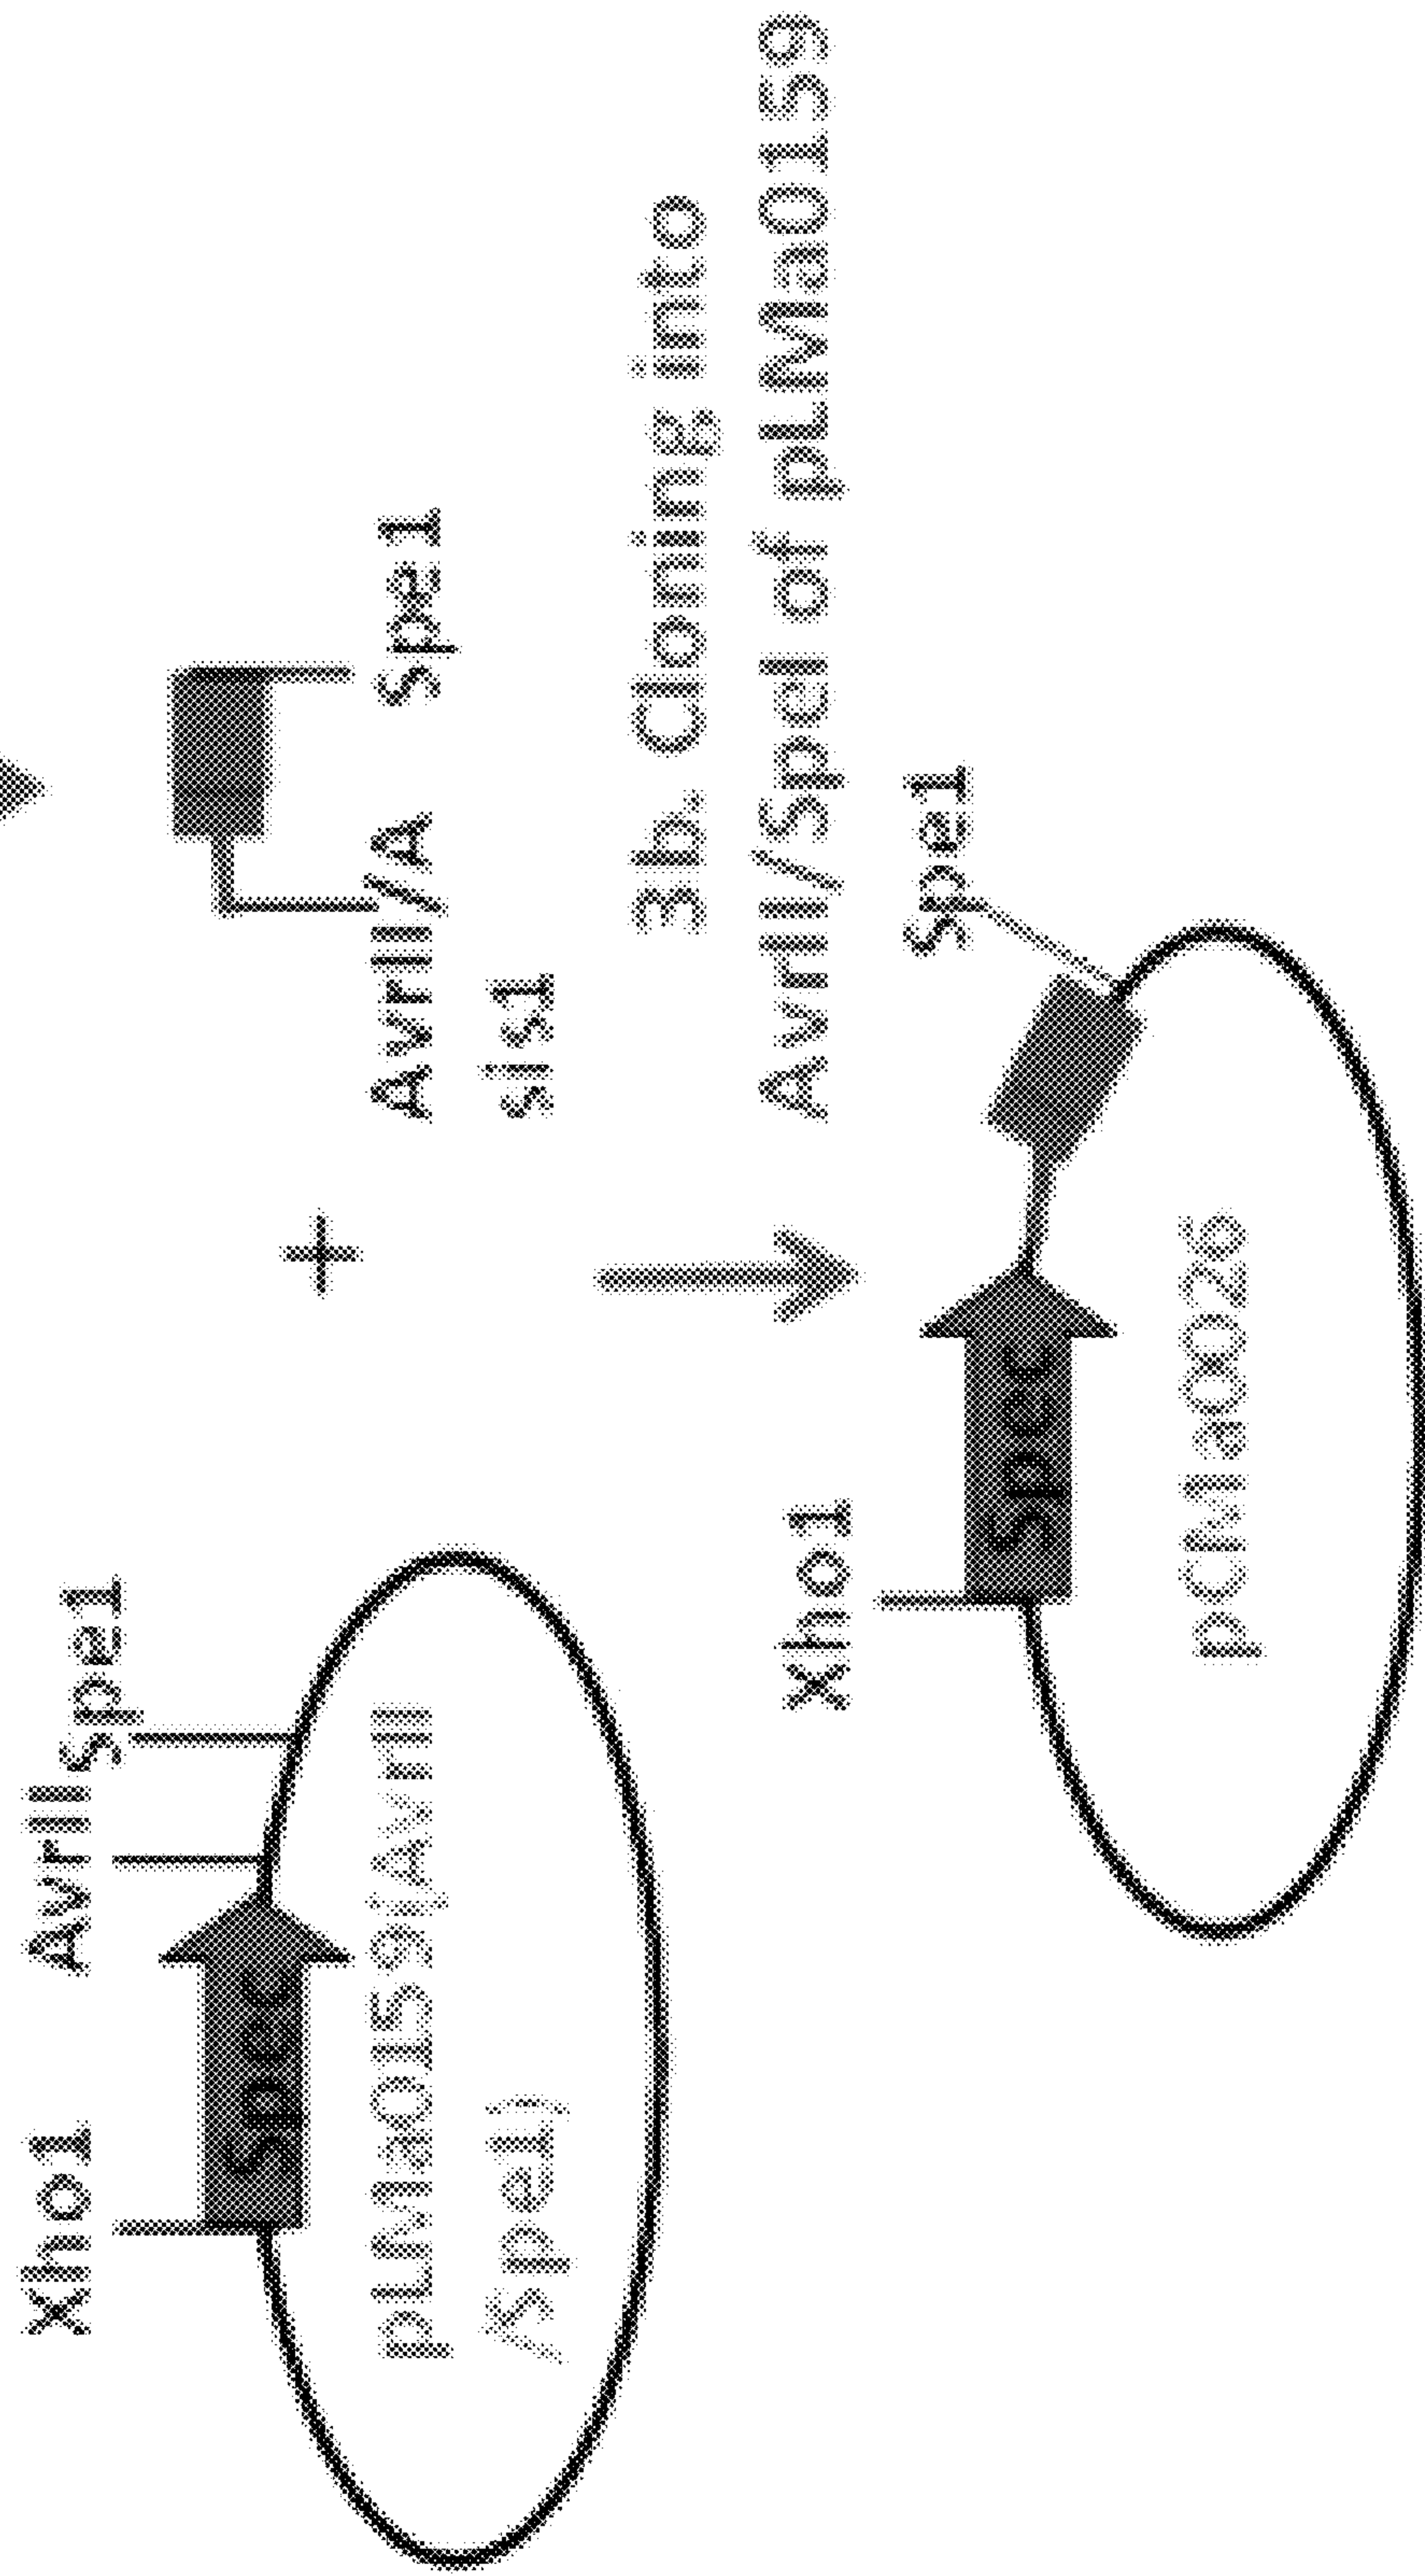 Xho1
AvrII
Spe1
Spec
pLMao159(AvrII
/Spe1)
+
AvrII/A
sis1
Spe1
3b. Cloning into
AvrII/SpeI of pLMa0159
Xho1
Spec
Spe1
pCMa0026